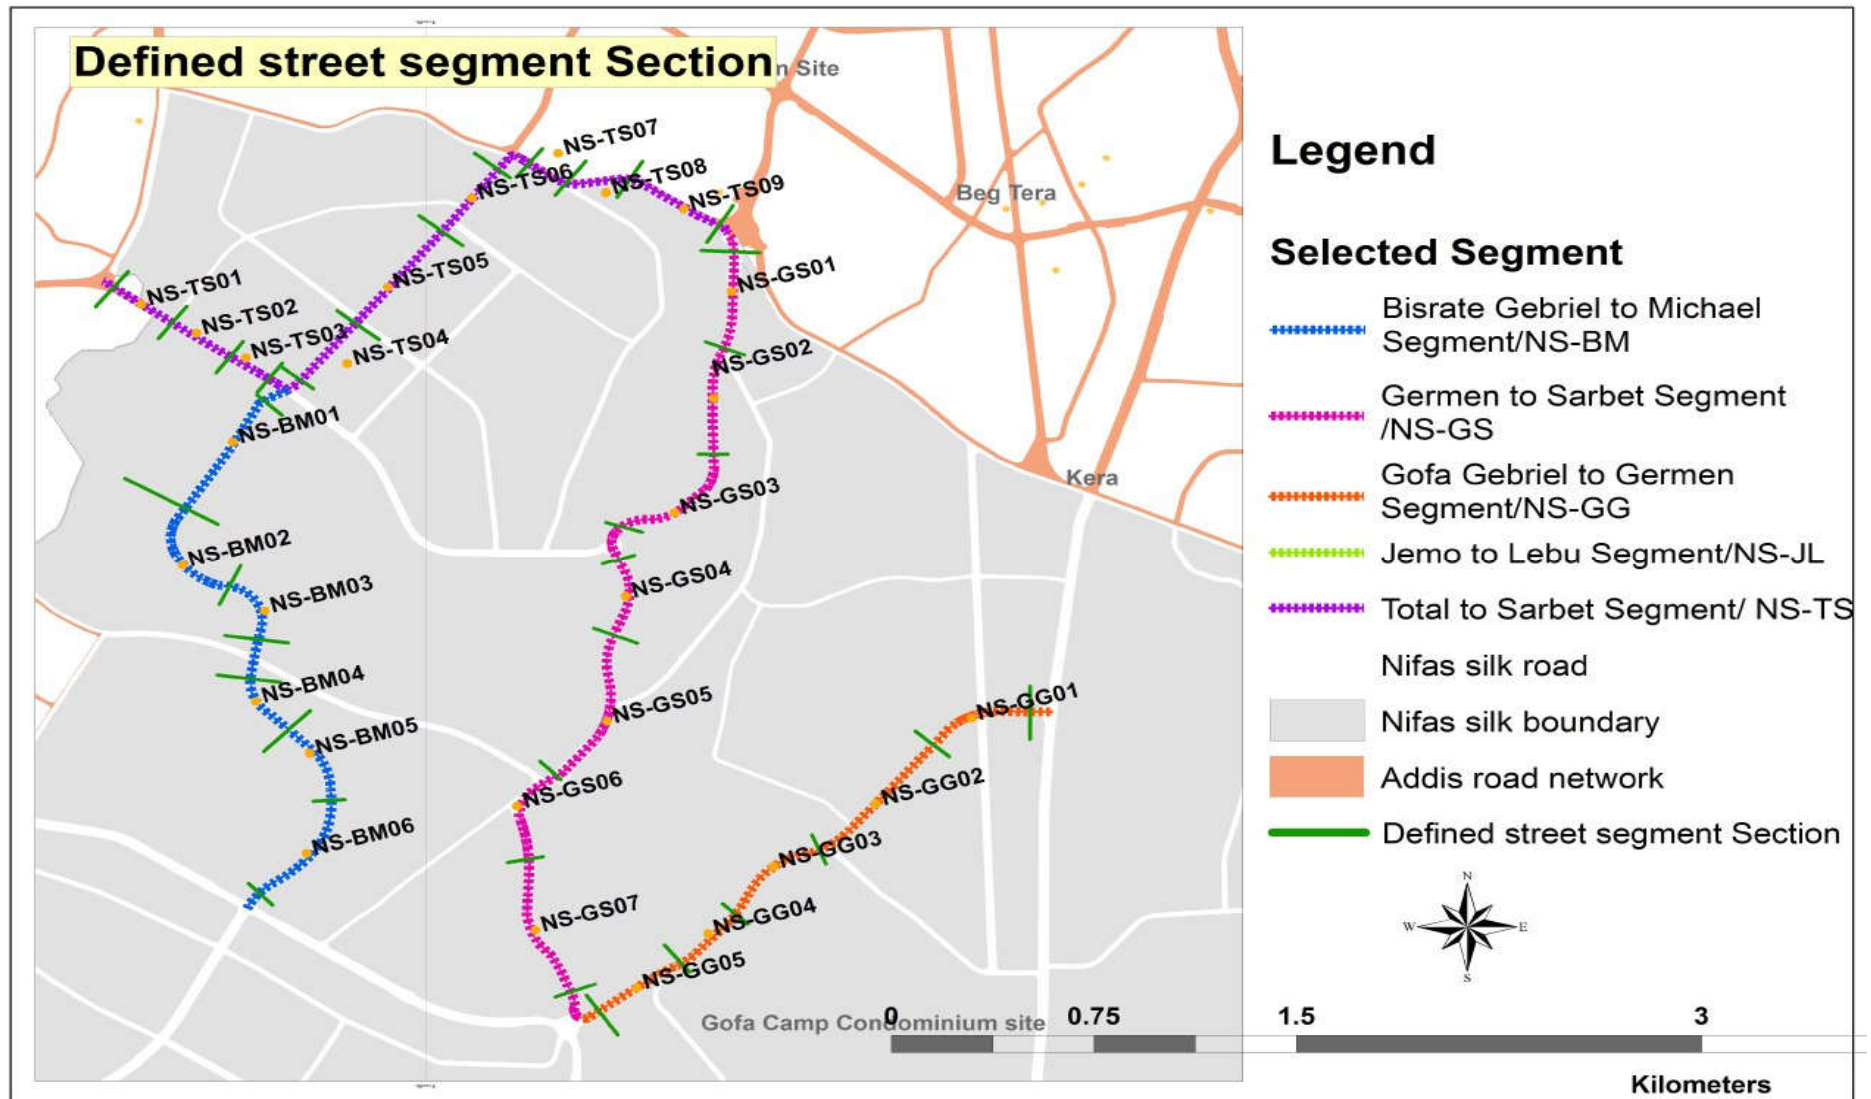 Defined street segment Section
n Site
NS-TS07
NS-TS06
NS-TS08
NS-TS09
Beg Tera
NS-TS01
NS-TS02
NS-TS03
NS-TS04
NS-TS05
NS-GS01
NS-GS02
NS-BM01
Kera
NS-GS03
NS-BM02
NS-BM03
NS-GS04
NS-BM04
NS-GS05
NS-GG01
NS-BM05
NS-GS06
NS-GG02
NS-BM06
NS-GG03
NS-GS07
NS-GG04
NS-GG05
Gofa Camp Condominium site
Legend
Selected Segment
Bisrate Gebriel to Michael
Segment/NS-BM
Germen to Sarbet Segment
/NS-GS
Gofa Gebriel to Germen
Segment/NS-GG
Jemo to Lebu Segment/NS-JL
Total to Sarbet Segment/ NS-TS
Nifas silk road
Nifas silk boundary
Addis road network
Defined street segment Section
N
W
E
S
0 0.75 1.5 3
Kilometers